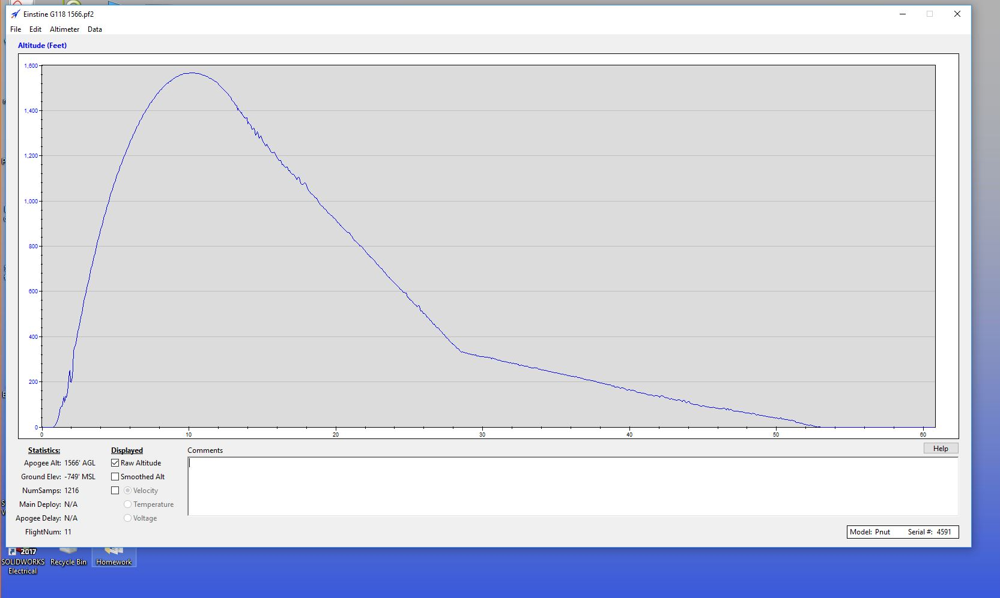 Einstine G118 1566.pf2
File Edit Altimeter Data
Altitude (Feet)
1,600
1,400
1,200
1,000
800
600
400
200
0
0 10 20 30 40 50 60
Statistics: Displayed Comments Help
Apogee Alt: 1566' AGL Raw Altitude
Ground Elev: -749' MSL Smoothed Alt
NumSamps: 1216 Velocity
Main Deploy: N/A Temperature
Apogee Delay: N/A Voltage
FlightNum: 11 Model: Pnut Serial #: 4591
2017
SOLIDWORKS Recycle Bin Homework
Electrical